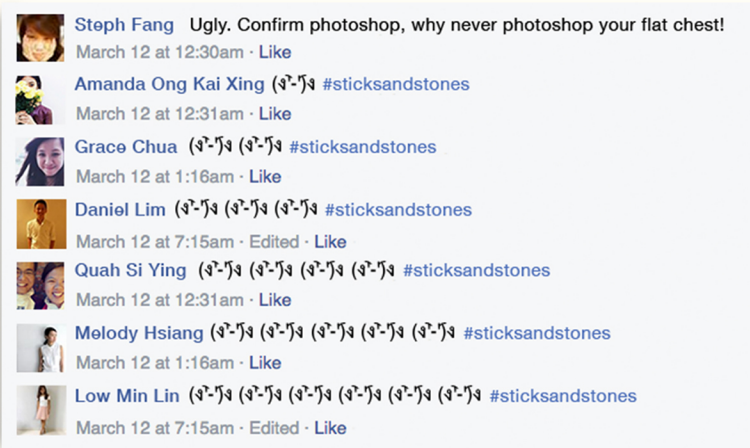 Steph Fang Ugly. Confirm photoshop, why never photoshop your flat chest!
March 12 at 12:30am · Like
Amanda Ong Kai Xing (ง'̀-'́)ง #sticksandstones
March 12 at 12:31am · Like
Grace Chua (ง'̀-'́)ง (ง'̀-'́)ง #sticksandstones
March 12 at 1:16am · Like
Daniel Lim (ง'̀-'́)ง (ง'̀-'́)ง (ง'̀-'́)ง #sticksandstones
March 12 at 7:15am · Edited · Like
Quah Si Ying (ง'̀-'́)ง (ง'̀-'́)ง (ง'̀-'́)ง (ง'̀-'́)ง #sticksandstones
March 12 at 12:31am · Like
Melody Hsiang (ง'̀-'́)ง (ง'̀-'́)ง (ง'̀-'́)ง (ง'̀-'́)ง (ง'̀-'́)ง #sticksandstones
March 12 at 1:16am · Like
Low Min Lin (ง'̀-'́)ง (ง'̀-'́)ง (ง'̀-'́)ง (ง'̀-'́)ง (ง'̀-'́)ง (ง'̀-'́)ง #sticksandstones
March 12 at 7:15am · Edited · Like